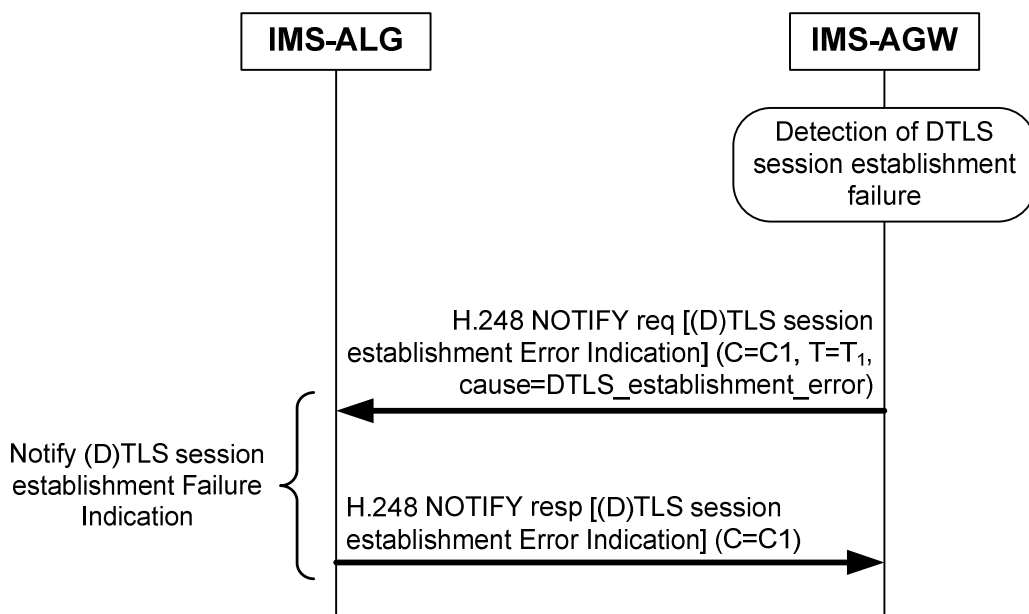 IMS-ALG
IMS-AGW
Detection of DTLS
session establishment
failure
H.248 NOTIFY req [(D)TLS session
establishment Error Indication] (C=C1, T=T₁,
cause=DTLS_establishment_error)
Notify (D)TLS session
establishment Failure
Indication
H.248 NOTIFY resp [(D)TLS session
establishment Error Indication] (C=C1)